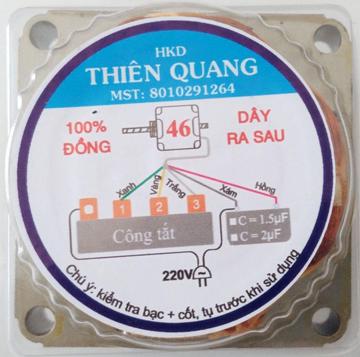 HKD
THIÊN QUANG
MST: 8010291264
100%
ĐỒNG
46
DÂY
RA SAU
Xanh
Vàng
Trắng
Xám
Hồng
1
2
3
Công tắt
C = 1.5µF
C = 2µF
220V
Chú ý: kiểm tra bạc + cốt, tụ trước khi sử dụng